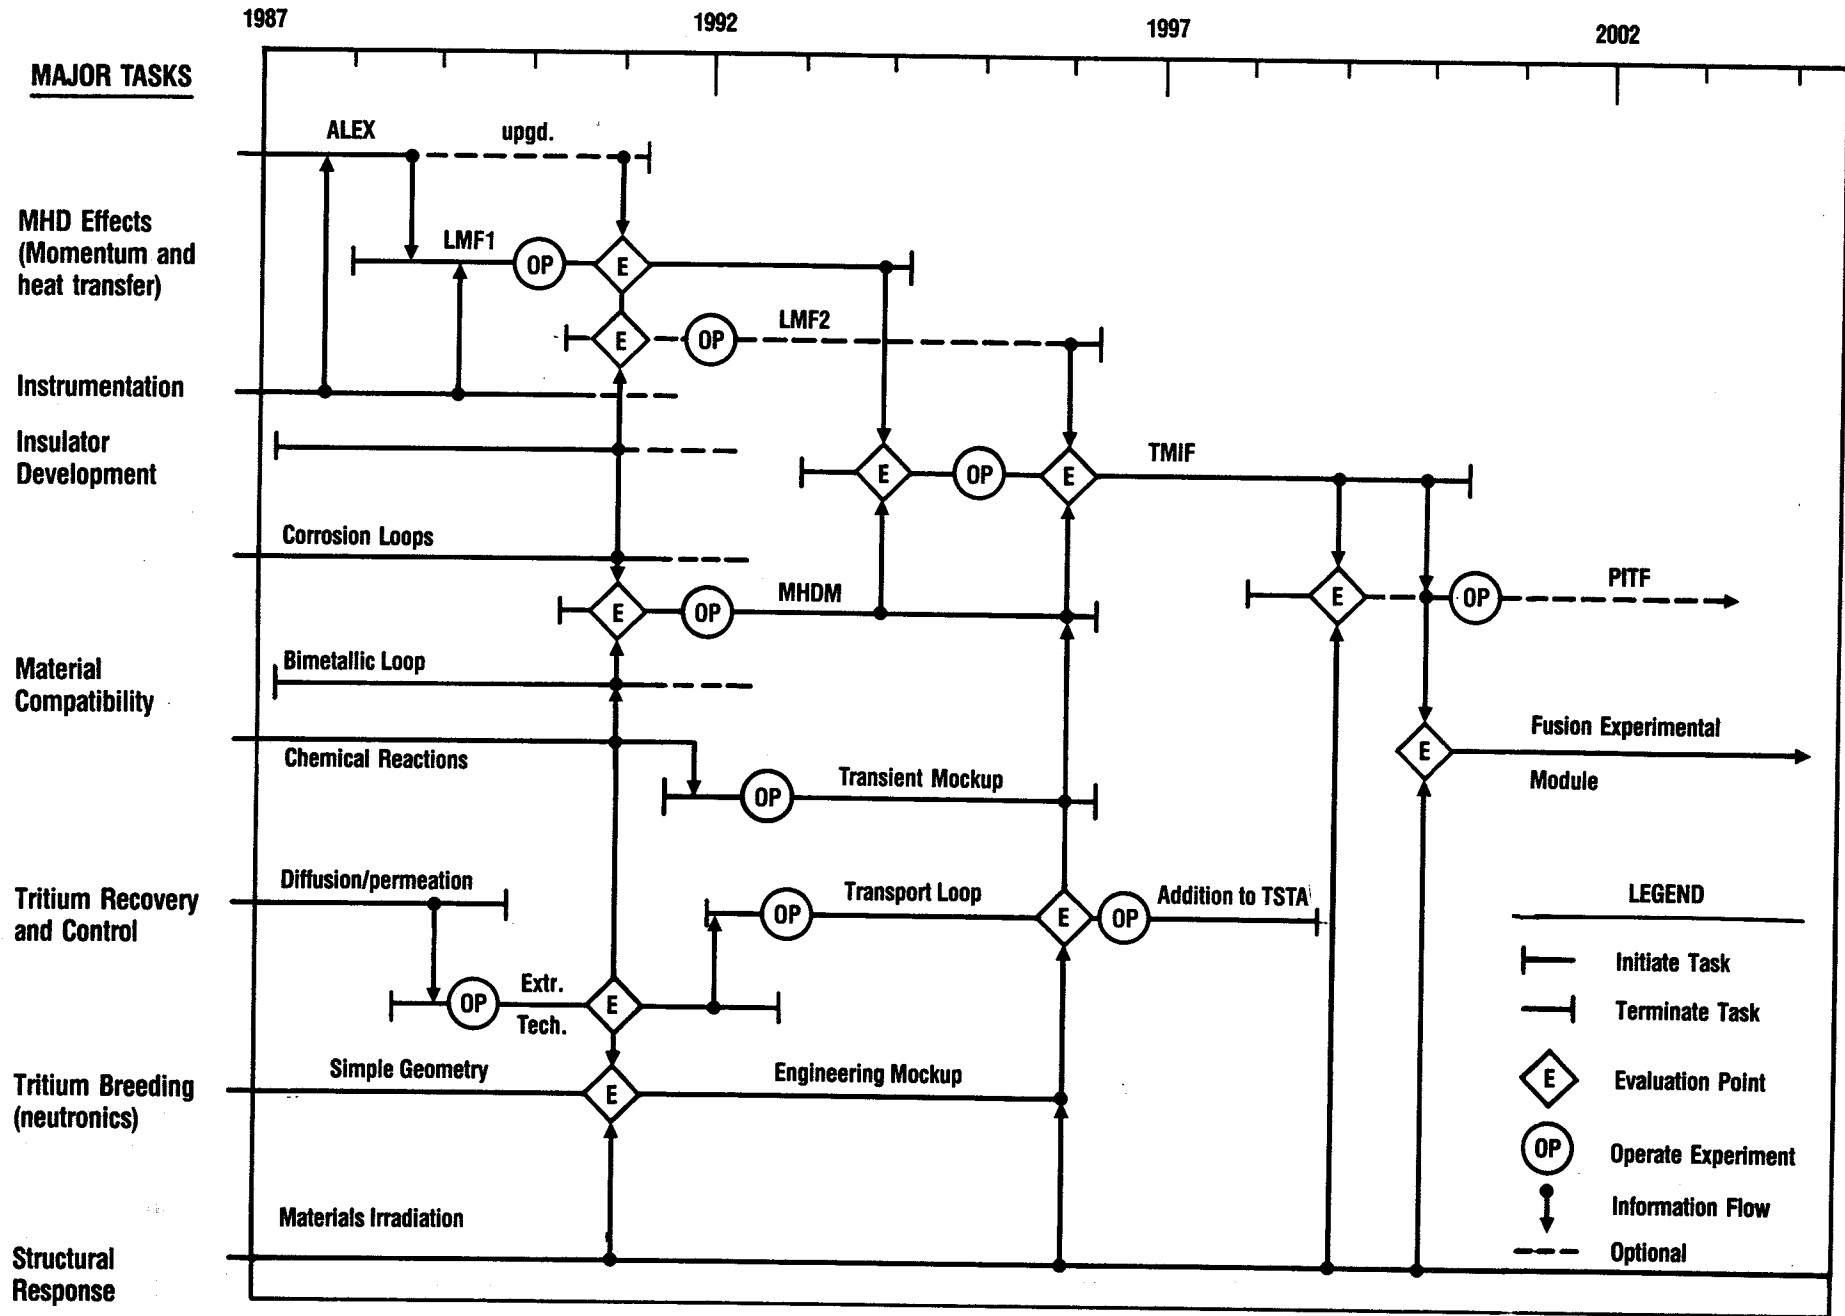 1987
1992
1997
2002
MAJOR TASKS
ALEX
upgd.
MHD Effects
(Momentum and
heat transfer)
LMF1
OP
E
E
OP
LMF2
Instrumentation
Insulator
Development
E
OP
E
TMIF
Corrosion Loops
E
OP
MHDM
E
OP
PITF
Material
Compatibility
Bimetallic Loop
Chemical Reactions
OP
Transient Mockup
E
Fusion Experimental
Module
Tritium Recovery
and Control
Diffusion/permeation
OP
Transport Loop
E
OP
Addition to TSTA
OP
Extr.
Tech.
E
Tritium Breeding
(neutronics)
Simple Geometry
E
Engineering Mockup
Materials Irradiation
Structural
Response
LEGEND
Initiate Task
Terminate Task
E
Evaluation Point
OP
Operate Experiment
Information Flow
Optional